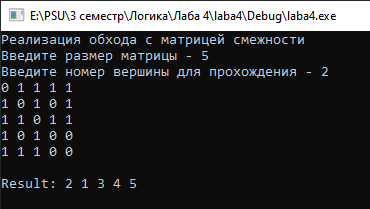 E:\PSU\3 семестр\Логика\Лаба 4\laba4\Debug\laba4.exe
Реализация обхода с матрицей смежности
Введите размер матрицы - 5
Введите номер вершины для прохождения - 2
0 1 1 1 1
1 0 1 0 1
1 1 0 1 1
1 0 1 0 0
1 1 1 0 0
Result: 2 1 3 4 5